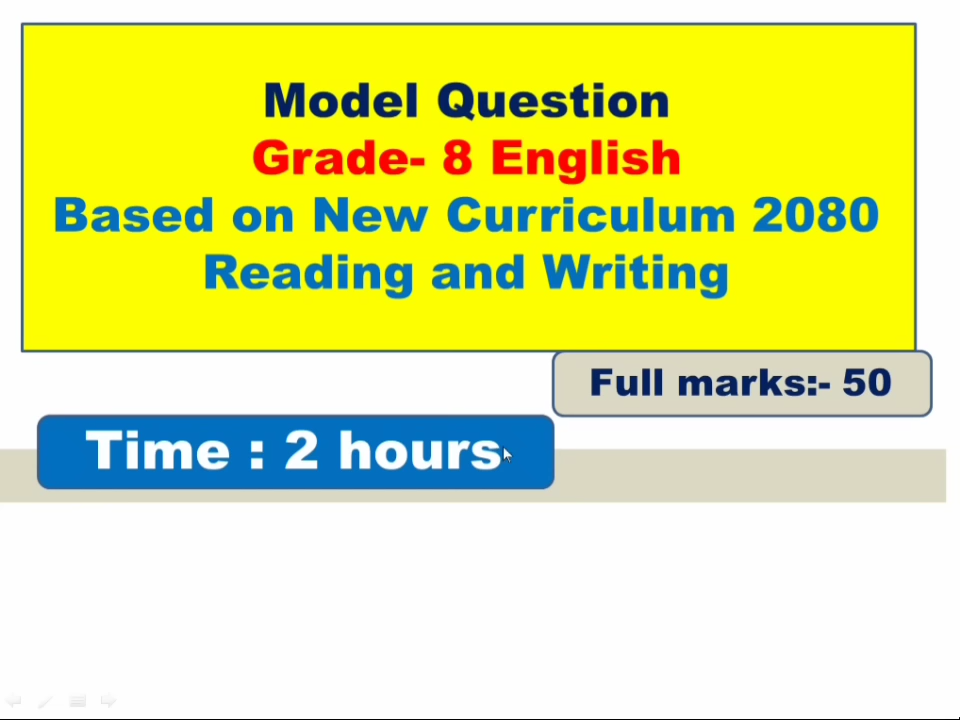 Model Question
Grade- 8 English
Based on New Curriculum 2080
Reading and Writing
Full marks:- 50
Time : 2 hours